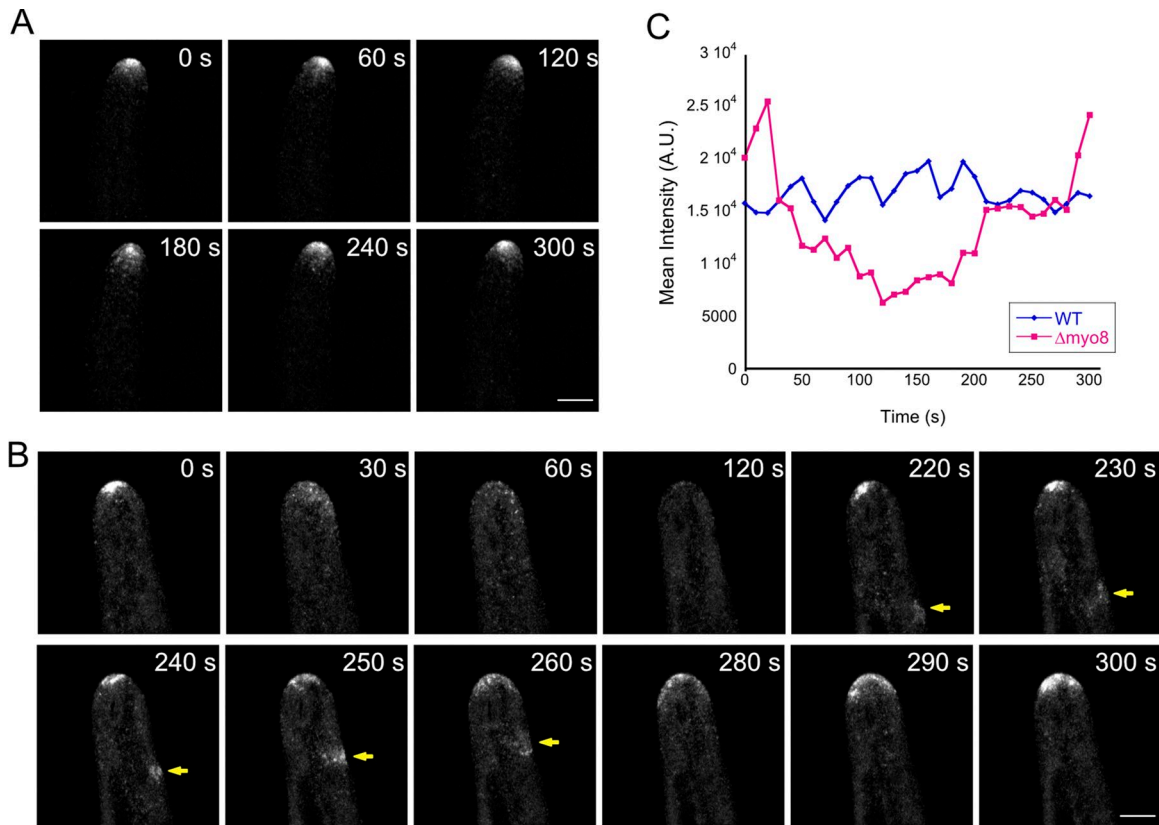 A
0 s
60 s
120 s
180 s
240 s
300 s
C
3 10⁴
2.5 10⁴
2 10⁴
1.5 10⁴
1 10⁴
5000
0
Mean Intensity (A.U.)
0 50 100 150 200 250 300
Time (s)
WT
Δmyo8
B
0 s
30 s
60 s
120 s
220 s
230 s
240 s
250 s
260 s
280 s
290 s
300 s